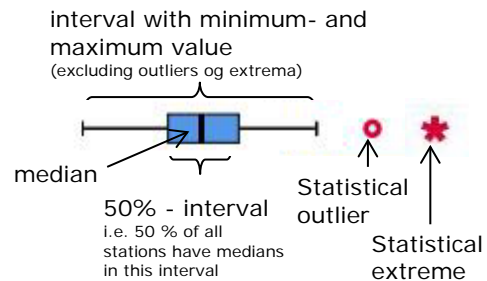 interval with minimum- and
maximum value
(excluding outliers og extrema)
median
50% - interval
i.e. 50 % of all
stations have medians
in this interval
Statistical
outlier
Statistical
extreme